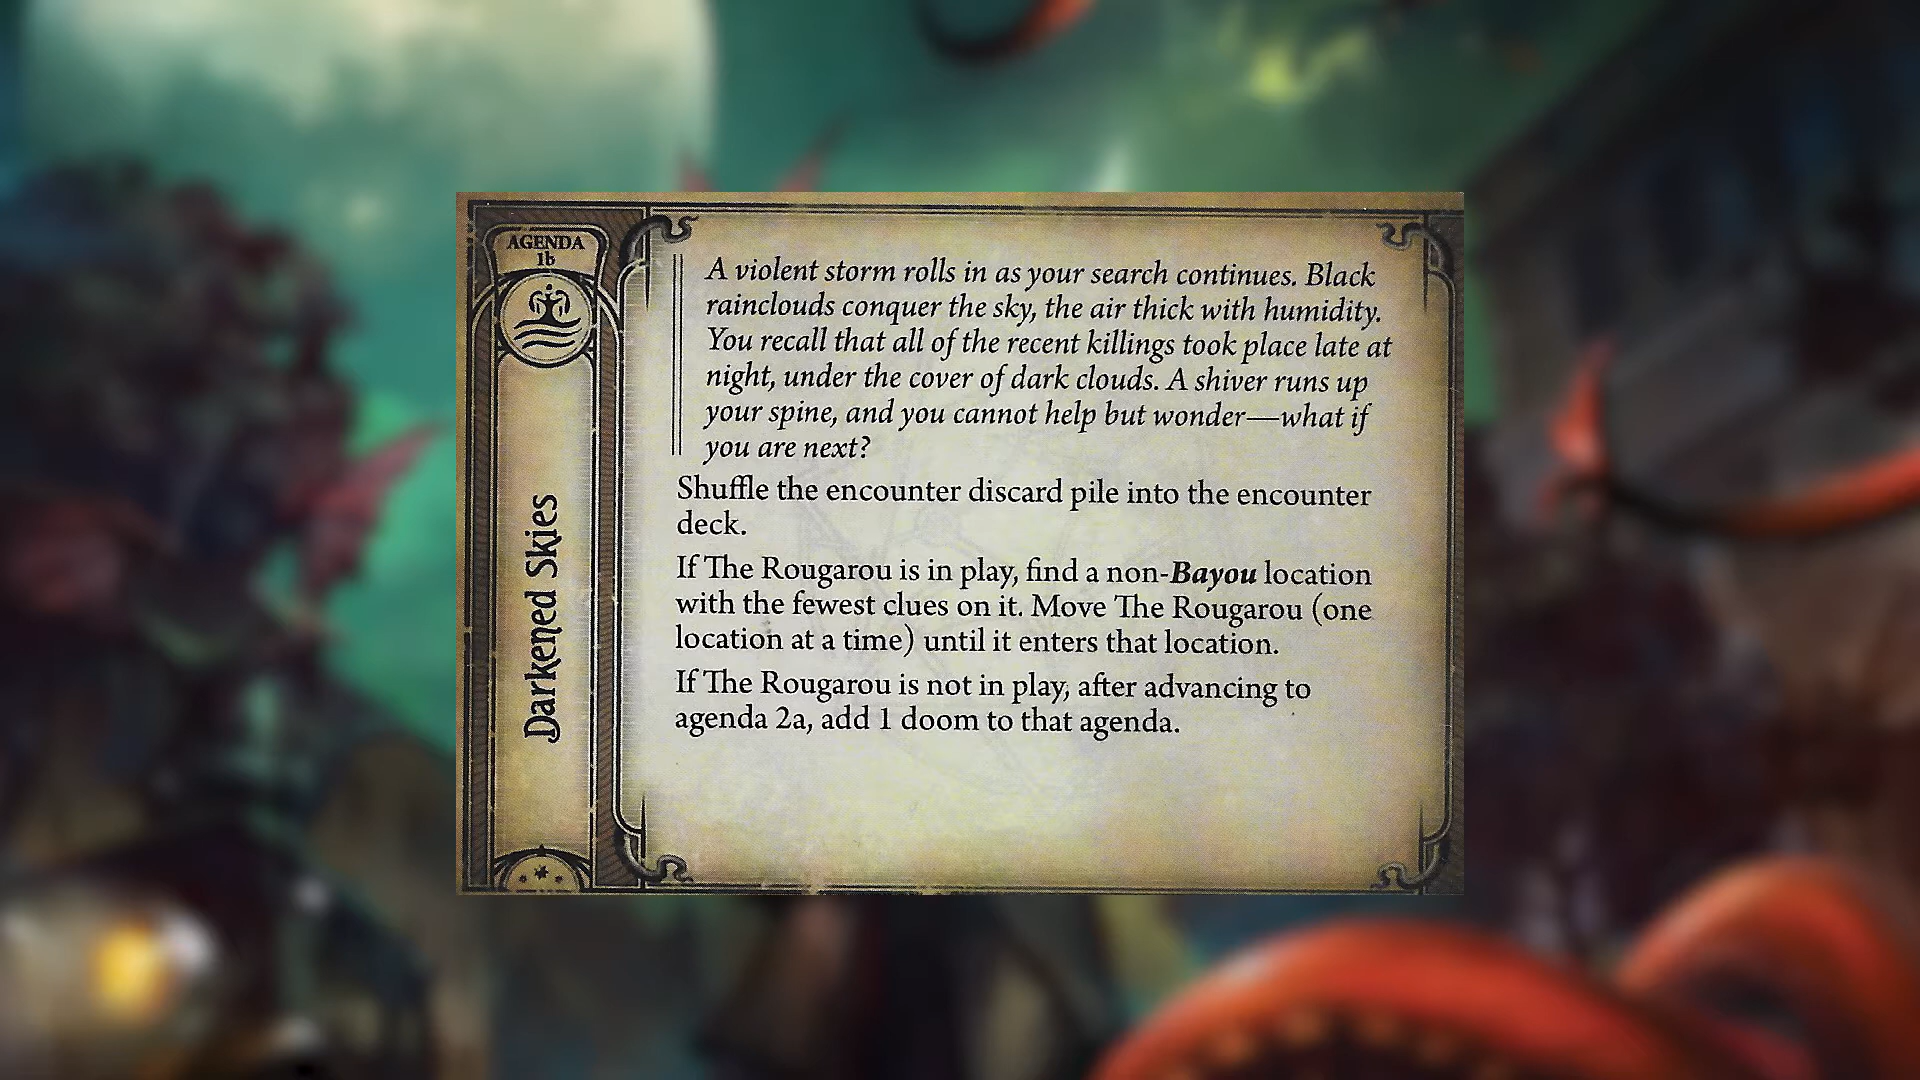 AGENDA
1b
Darkened Skies
A violent storm rolls in as your search continues. Black
rainclouds conquer the sky, the air thick with humidity.
You recall that all of the recent killings took place late at
night, under the cover of dark clouds. A shiver runs up
your spine, and you cannot help but wonder—what if
you are next?
Shuffle the encounter discard pile into the encounter
deck.
If The Rougarou is in play, find a non-Bayou location
with the fewest clues on it. Move The Rougarou (one
location at a time) until it enters that location.
If The Rougarou is not in play, after advancing to
agenda 2a, add 1 doom to that agenda.